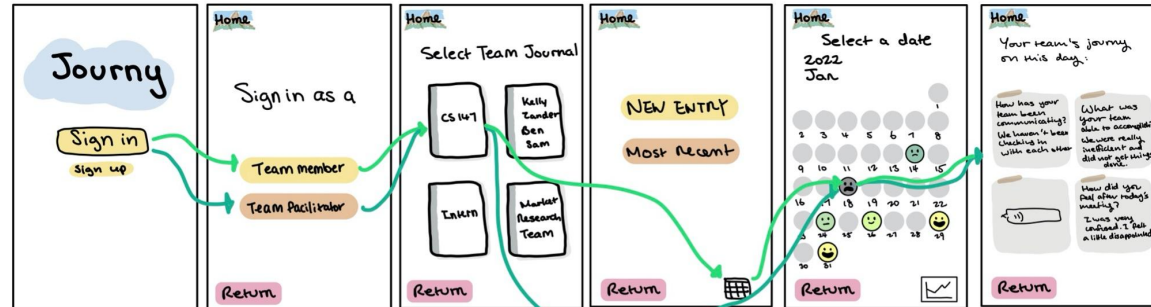 Journy
Sign in
sign up
Home
Sign in as a
Team member
Team facilitator
Return
Home
Select Team Journal
CS 147
Kelly
Zander
Ben
Sam
Intern
Market
Research
Team
Return
Home
NEW ENTRY
Most Recent
Return
Home
Select a date
2022
Jan
1
2 3 4 5 6 7 8
9 10 11 12 13 14 15
16 17 18 19 20 21 22
24 25 26 27 28 29
30 31
Return
Home
Your team's journy
on this day:
How has your
team been
communicating?
We haven't been
checking in
with each other
What was
your team
able to accomplish
We were really
inefficient and
did not get things
done.
How did you
feel after today's
meeting?
I was very
confused. I felt
a little disappointed
Return